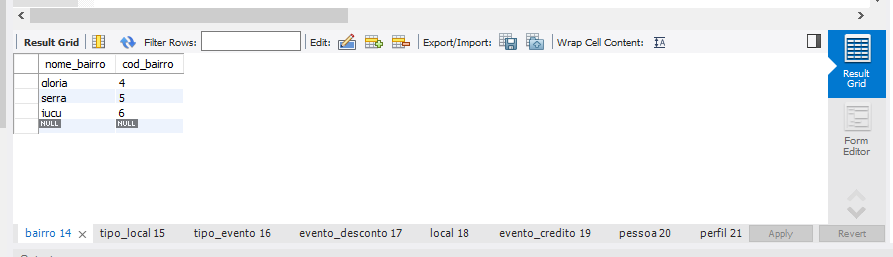 Result Grid Filter Rows: Edit: Export/Import: Wrap Cell Content: IA
nome_bairro cod_bairro
gloria 4
serra 5
jucu 6
NULL NULL
Result Grid
Form Editor
bairro 14 × tipo_local 15 tipo_evento 16 evento_desconto 17 local 18 evento_credito 19 pessoa 20 perfil 21 Apply Revert